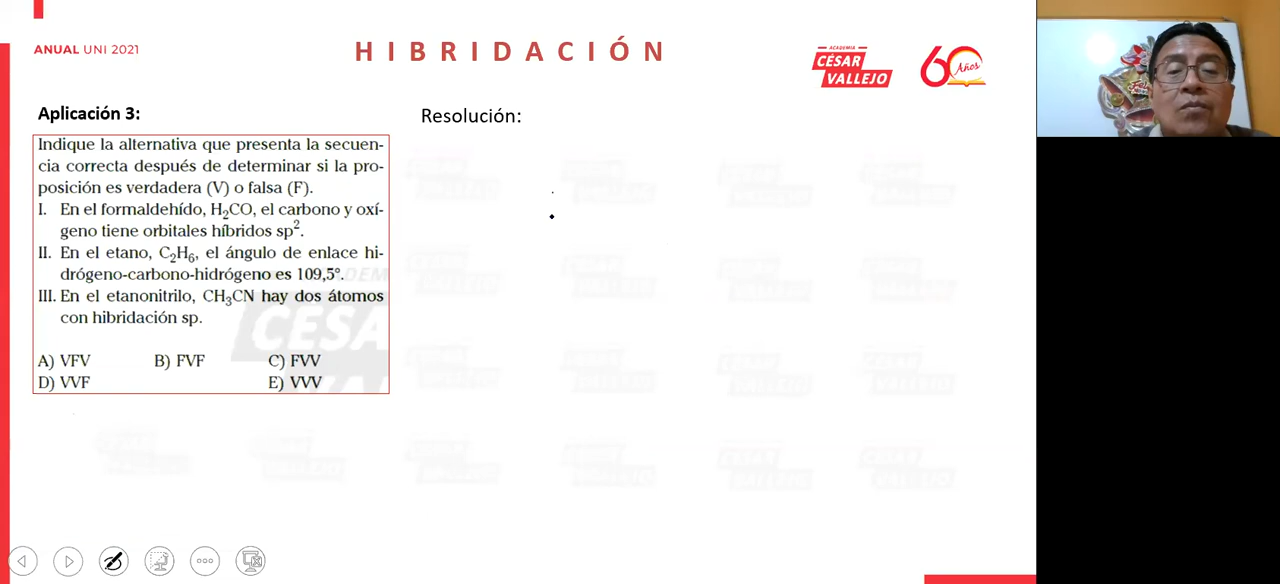 ANUAL UNI 2021
HIBRIDACIÓN
ACADEMIA
CÉSAR
VALLEJO
60 Años
Aplicación 3:
Resolución:
Indique la alternativa que presenta la secuen-
cia correcta después de determinar si la pro-
posición es verdadera (V) o falsa (F).
I. En el formaldehído, H₂CO, el carbono y oxí-
geno tiene orbitales híbridos sp².
II. En el etano, C₂H₆, el ángulo de enlace hi-
drógeno-carbono-hidrógeno es 109,5°.
III. En el etanonitrilo, CH₃CN hay dos átomos
con hibridación sp.
A) VFV B) FVF C) FVV
D) VVF E) VVV